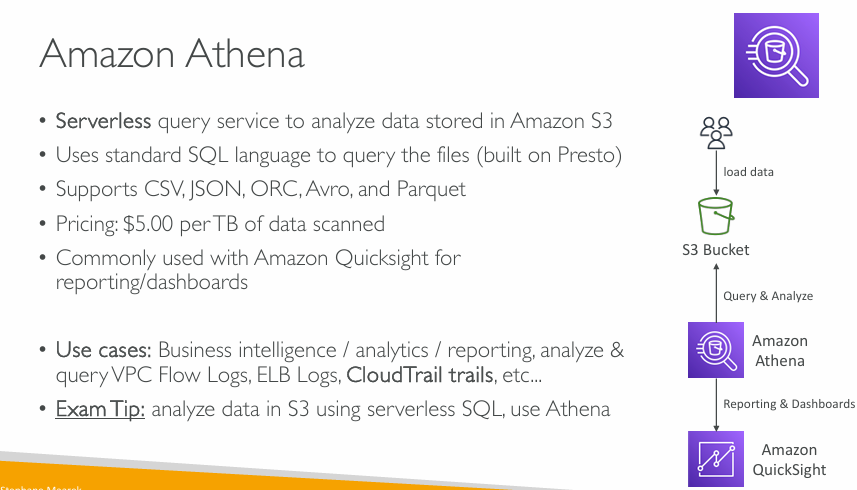 Amazon Athena
• Serverless query service to analyze data stored in Amazon S3
• Uses standard SQL language to query the files (built on Presto)
• Supports CSV, JSON, ORC, Avro, and Parquet
• Pricing: $5.00 per TB of data scanned
• Commonly used with Amazon Quicksight for
reporting/dashboards
• Use cases: Business intelligence / analytics / reporting, analyze &
query VPC Flow Logs, ELB Logs, CloudTrail trails, etc...
• Exam Tip: analyze data in S3 using serverless SQL, use Athena
load data
S3 Bucket
Query & Analyze
Amazon
Athena
Reporting & Dashboards
Amazon
QuickSight